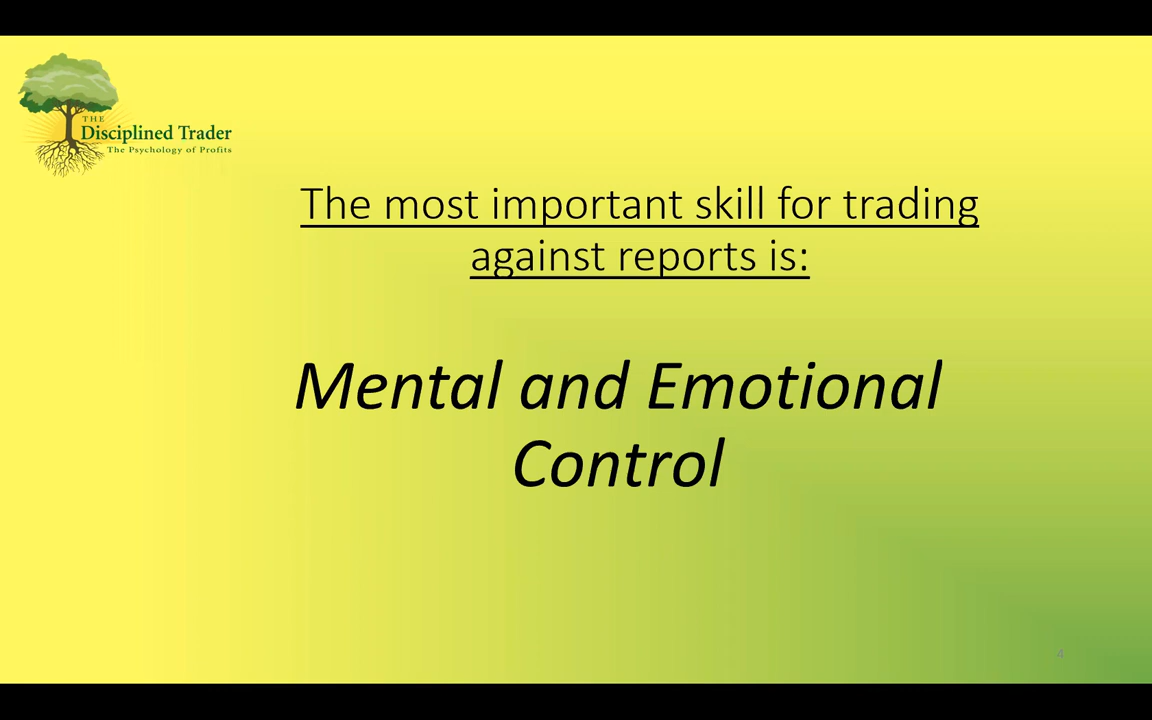 THE
Disciplined Trader
The Psychology of Profits
The most important skill for trading
against reports is:
Mental and Emotional
Control
4